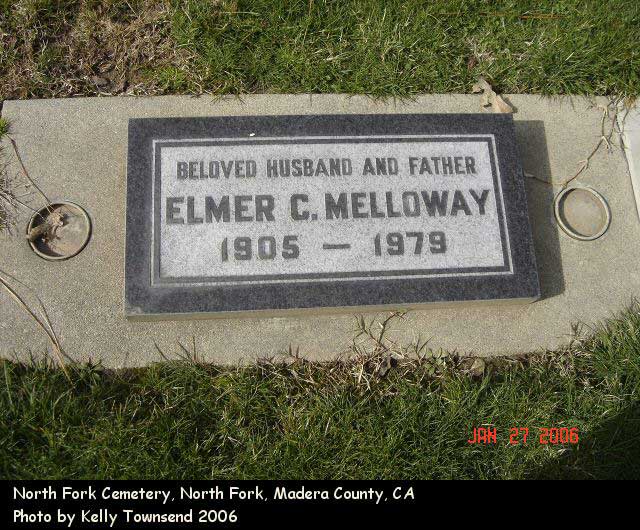 BELOVED HUSBAND AND FATHER
ELMER C. MELLOWAY
1905 — 1979
JAN 27 2006
North Fork Cemetery, North Fork, Madera County, CA
Photo by Kelly Townsend 2006